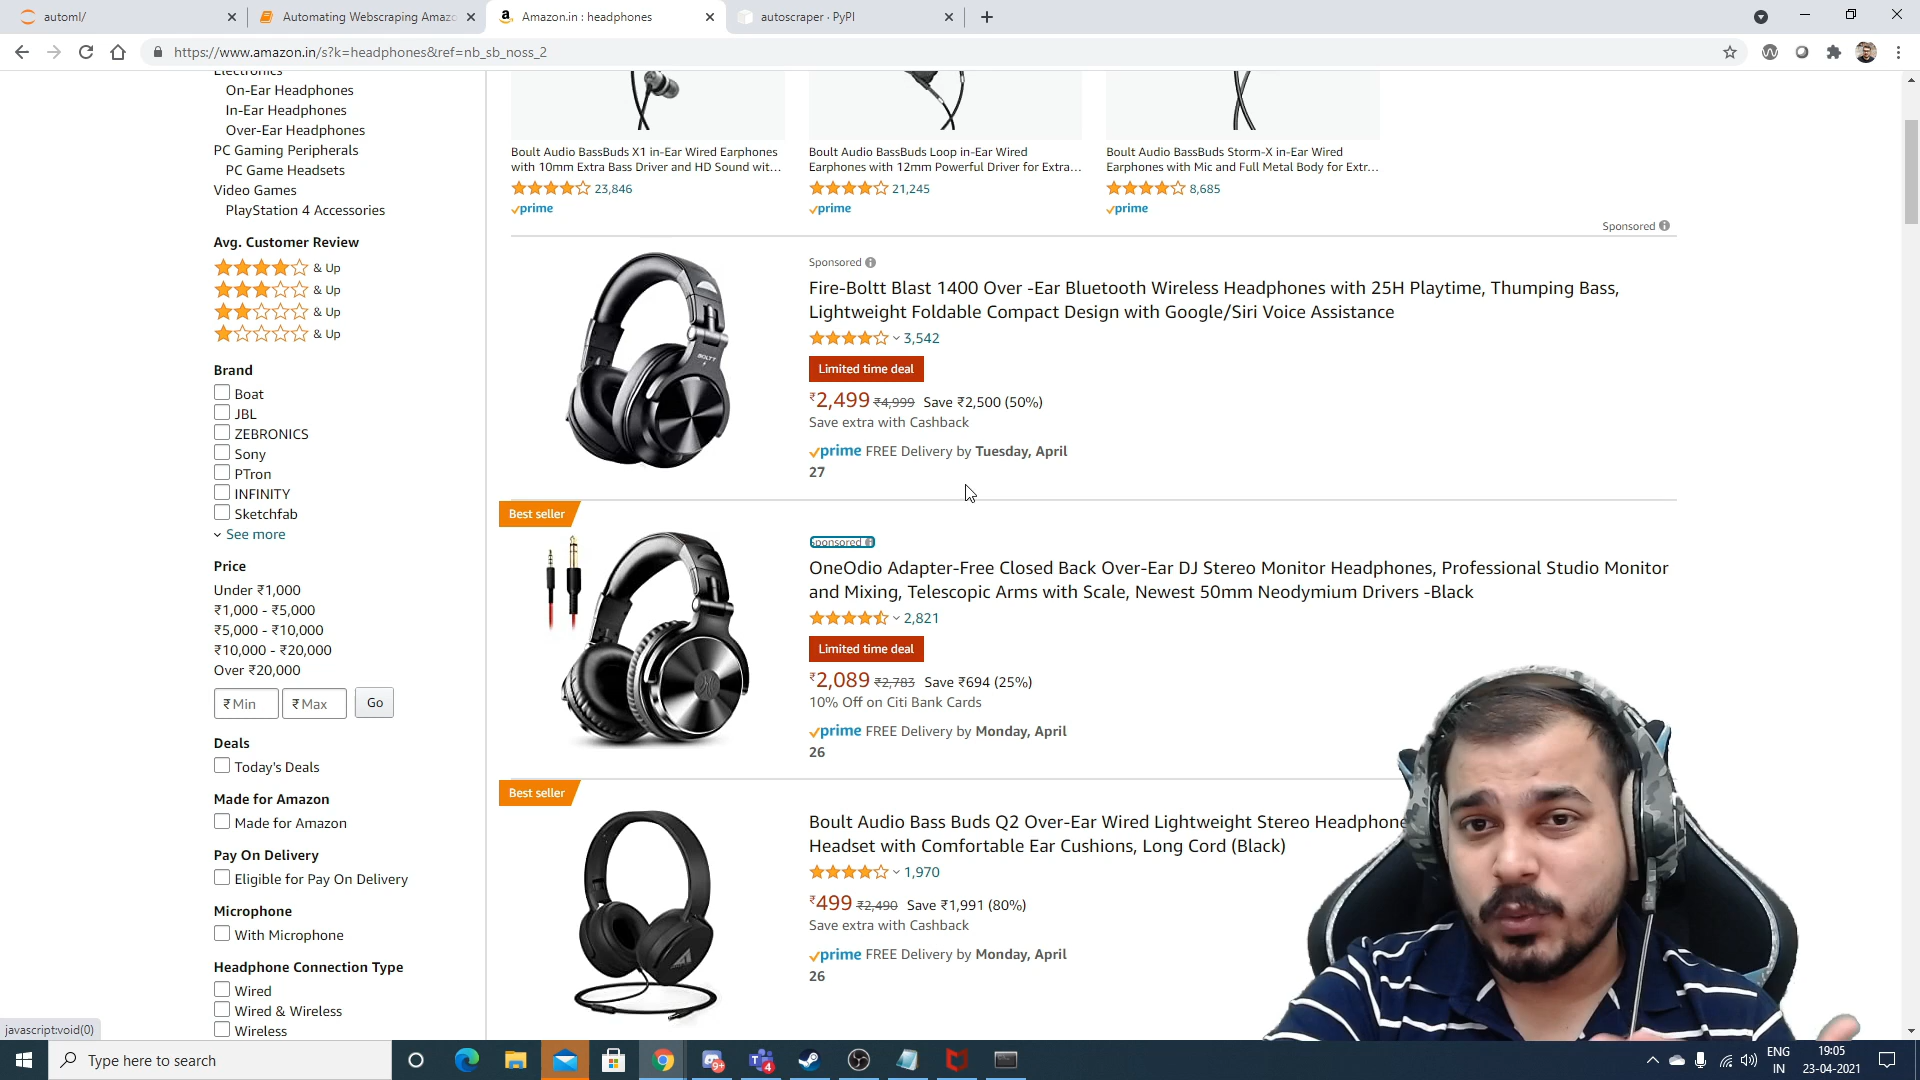 automl/
Automating Webscraping Amazo
Amazon.in : headphones
autoscraper · PyPI
https://www.amazon.in/s?k=headphones&ref=nb_sb_noss_2
Electronics
On-Ear Headphones
In-Ear Headphones
Over-Ear Headphones
PC Gaming Peripherals
PC Game Headsets
Video Games
PlayStation 4 Accessories
Avg. Customer Review
& Up
& Up
& Up
& Up
Brand
Boat
JBL
ZEBRONICS
Sony
PTron
INFINITY
Sketchfab
See more
Price
Under ₹1,000
₹1,000 - ₹5,000
₹5,000 - ₹10,000
₹10,000 - ₹20,000
Over ₹20,000
₹ Min ₹ Max Go
Deals
Today's Deals
Made for Amazon
Made for Amazon
Pay On Delivery
Eligible for Pay On Delivery
Microphone
With Microphone
Headphone Connection Type
Wired
Wired & Wireless
Wireless
Boult Audio BassBuds X1 in-Ear Wired Earphones
with 10mm Extra Bass Driver and HD Sound wit...
23,846
prime
Boult Audio BassBuds Loop in-Ear Wired
Earphones with 12mm Powerful Driver for Extra...
21,245
prime
Boult Audio BassBuds Storm-X in-Ear Wired
Earphones with Mic and Full Metal Body for Extr...
8,685
prime
Sponsored
Sponsored
Fire-Boltt Blast 1400 Over -Ear Bluetooth Wireless Headphones with 25H Playtime, Thumping Bass,
Lightweight Foldable Compact Design with Google/Siri Voice Assistance
3,542
Limited time deal
₹2,499 ₹4,999 Save ₹2,500 (50%)
Save extra with Cashback
prime FREE Delivery by Tuesday, April
27
BOLTT
Best seller
Sponsored
OneOdio Adapter-Free Closed Back Over-Ear DJ Stereo Monitor Headphones, Professional Studio Monitor
and Mixing, Telescopic Arms with Scale, Newest 50mm Neodymium Drivers -Black
2,821
Limited time deal
₹2,089 ₹2,783 Save ₹694 (25%)
10% Off on Citi Bank Cards
prime FREE Delivery by Monday, April
26
Best seller
Boult Audio Bass Buds Q2 Over-Ear Wired Lightweight Stereo Headphone
Headset with Comfortable Ear Cushions, Long Cord (Black)
1,970
₹499 ₹2,490 Save ₹1,991 (80%)
Save extra with Cashback
prime FREE Delivery by Monday, April
26
javascript:void(0)
Type here to search
9+
4
ENG
IN
19:05
23-04-2021